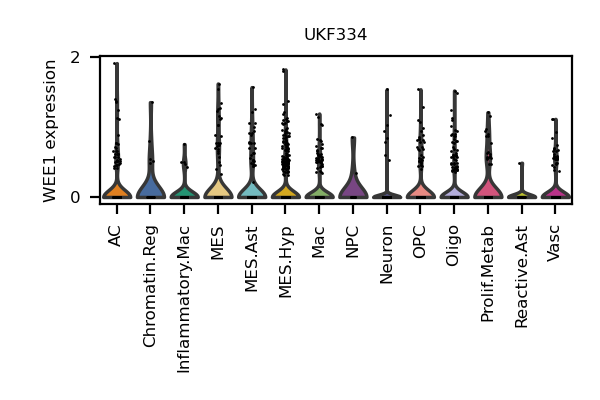 UKF334
WEE1 expression
2
0
AC
Chromatin.Reg
Inflammatory.Mac
MES
MES.Ast
MES.Hyp
Mac
NPC
Neuron
OPC
Oligo
Prolif.Metab
Reactive.Ast
Vasc